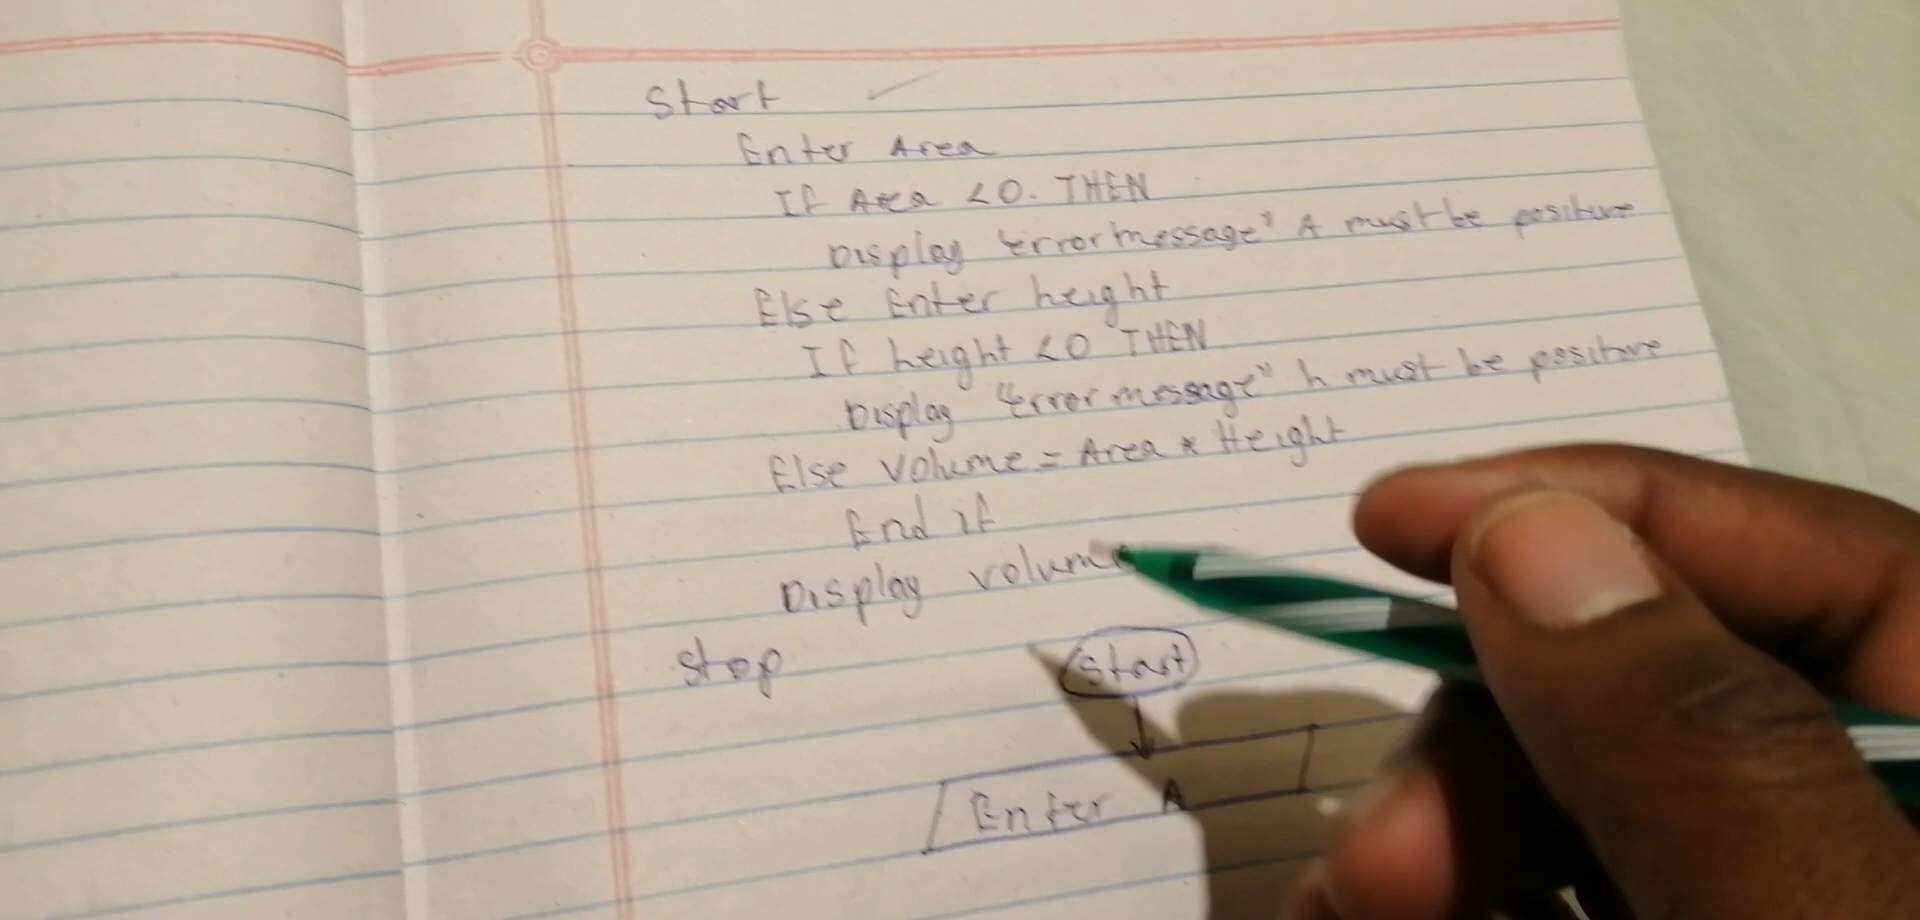 Start
Enter Area
If Area <0. THEN
Display "error message" A must be positive
Else Enter height
If height <0 THEN
Display "error message" h must be positive
Else volume = Area * Height
End if
Display volume
Stop
Start
Enter A